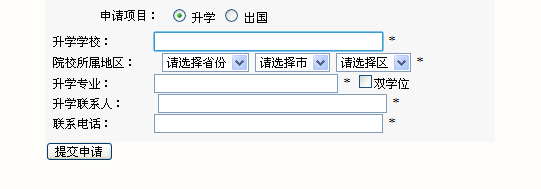 申请项目： 升学 出国
升学学校： *
院校所属地区： 请选择省份 请选择市 请选择区 *
升学专业： * 双学位
升学联系人： *
联系电话： *
提交申请